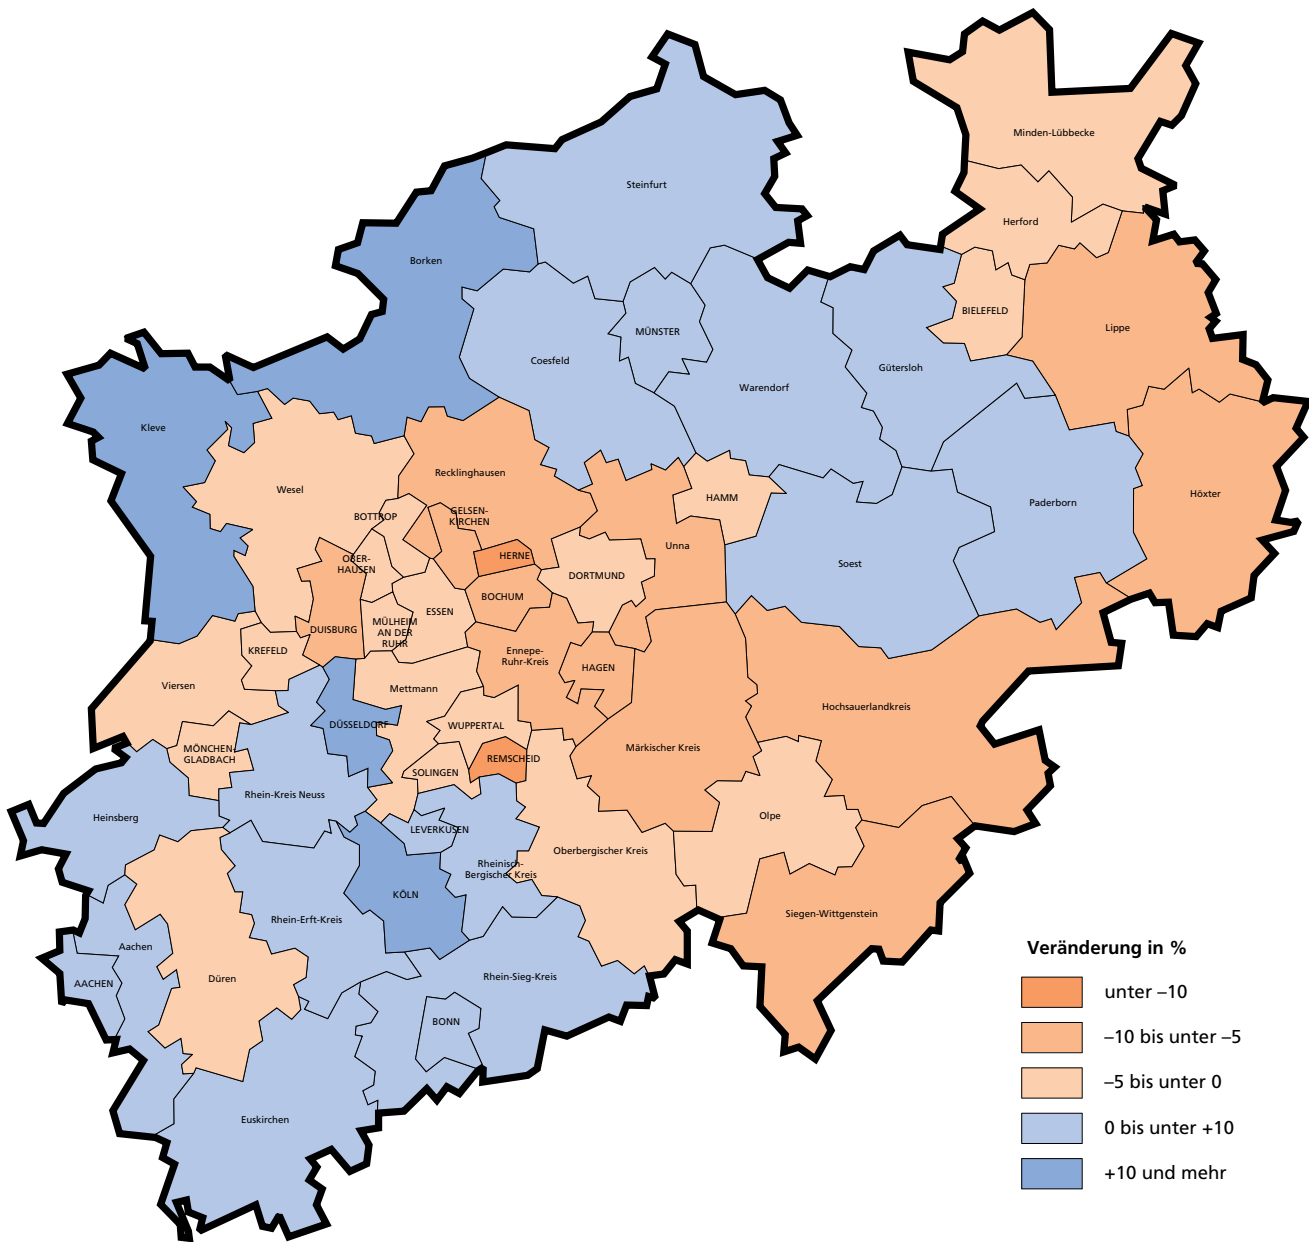 Minden-Lübbecke
Steinfurt
Herford
Borken
BIELEFELD
Lippe
MÜNSTER
Coesfeld
Gütersloh
Warendorf
Kleve
Recklinghausen
Wesel
HAMM
Höxter
Paderborn
GELSEN-
KIRCHEN
BOTTROP
Unna
HERNE
OBER-
HAUSEN
Soest
DORTMUND
BOCHUM
ESSEN
MÜLHEIM
AN DER
RUHR
DUISBURG
KREFELD
Ennepe-
Ruhr-Kreis
HAGEN
Viersen
Mettmann
Hochsauerlandkreis
DÜSSELDORF
WUPPERTAL
MÖNCHEN-
GLADBACH
Märkischer Kreis
REMSCHEID
SOLINGEN
Rhein-Kreis Neuss
Heinsberg
Olpe
LEVERKUSEN
Oberbergischer Kreis
Rheinisch-
Bergischer Kreis
KÖLN
Siegen-Wittgenstein
Rhein-Erft-Kreis
Aachen
Düren
Rhein-Sieg-Kreis
AACHEN
BONN
Euskirchen
Veränderung in %
unter –10
–10 bis unter –5
–5 bis unter 0
0 bis unter +10
+10 und mehr